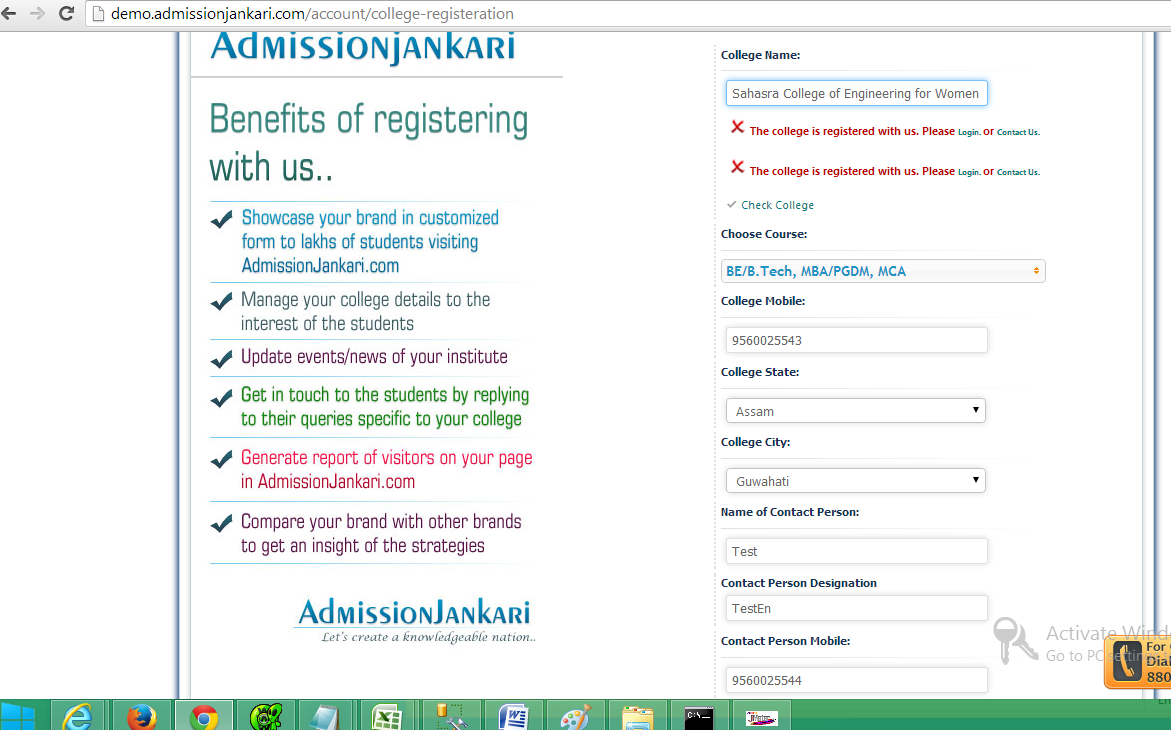 demo.admissionjankari.com/account/college-registeration
AdmissionJankari
Benefits of registering
with us..
Showcase your brand in customized
form to lakhs of students visiting
AdmissionJankari.com
Manage your college details to the
interest of the students
Update events/news of your institute
Get in touch to the students by replying
to their queries specific to your college
Generate report of visitors on your page
in AdmissionJankari.com
Compare your brand with other brands
to get an insight of the strategies
AdmissionJankari
Let's create a knowledgeable nation..
College Name:
Sahasra College of Engineering for Women
The college is registered with us. Please Login. or Contact Us.
The college is registered with us. Please Login. or Contact Us.
Check College
Choose Course:
BE/B.Tech, MBA/PGDM, MCA
College Mobile:
9560025543
College State:
Assam
College City:
Guwahati
Name of Contact Person:
Test
Contact Person Designation
TestEn
Contact Person Mobile:
9560025544
Activate Wind
Go to PC settin
For
Dial
880
C:\_